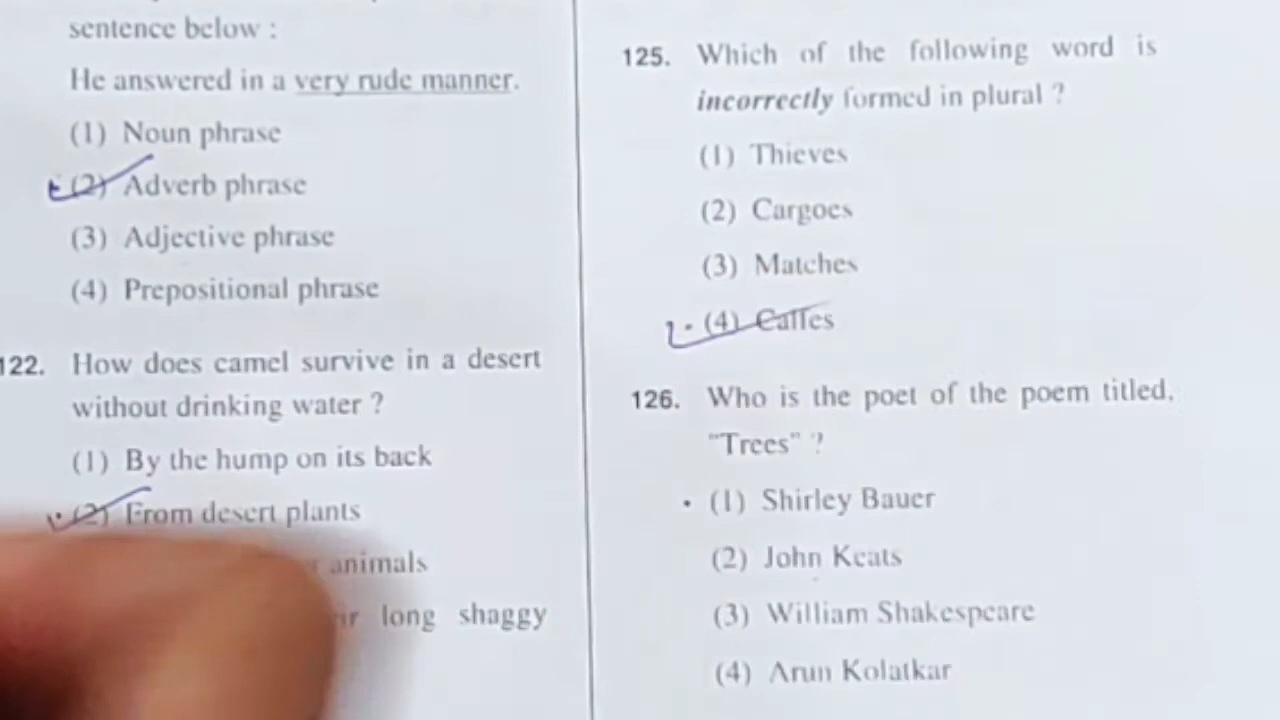 sentence below :
He answered in a very rude manner.
(1) Noun phrase
(2) Adverb phrase
(3) Adjective phrase
(4) Prepositional phrase
122. How does camel survive in a desert
without drinking water ?
(1) By the hump on its back
(2) From desert plants
animals
long shaggy
125. Which of the following word is
incorrectly formed in plural ?
(1) Thieves
(2) Cargoes
(3) Matches
(4) Calfes
126. Who is the poet of the poem titled,
"Trees" ?
(1) Shirley Bauer
(2) John Keats
(3) William Shakespeare
(4) Arun Kolatkar